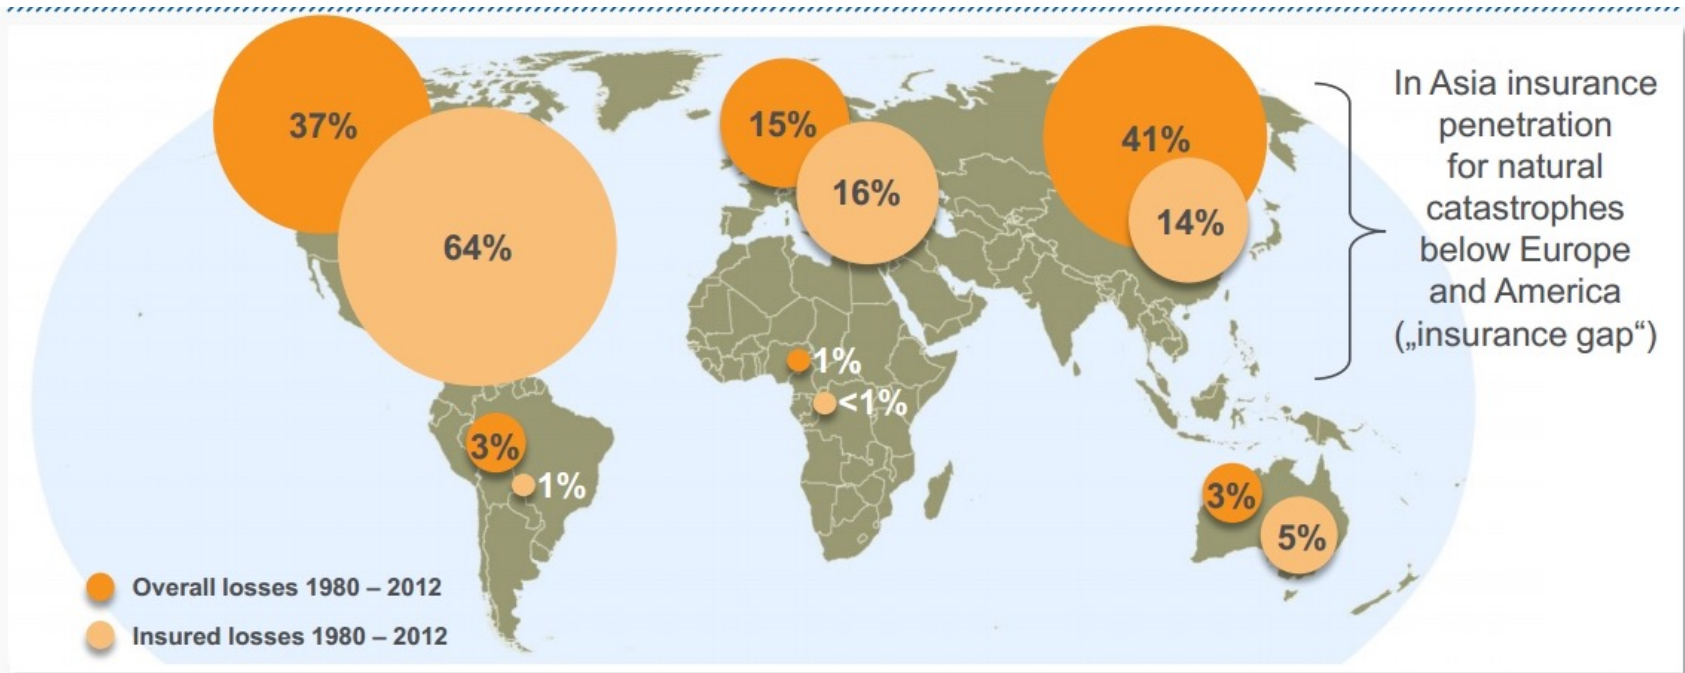 37%
64%
15%
16%
41%
14%
In Asia insurance
penetration
for natural
catastrophes
below Europe
and America
(„insurance gap“)
1%
<1%
3%
1%
3%
5%
Overall losses 1980 – 2012
Insured losses 1980 – 2012